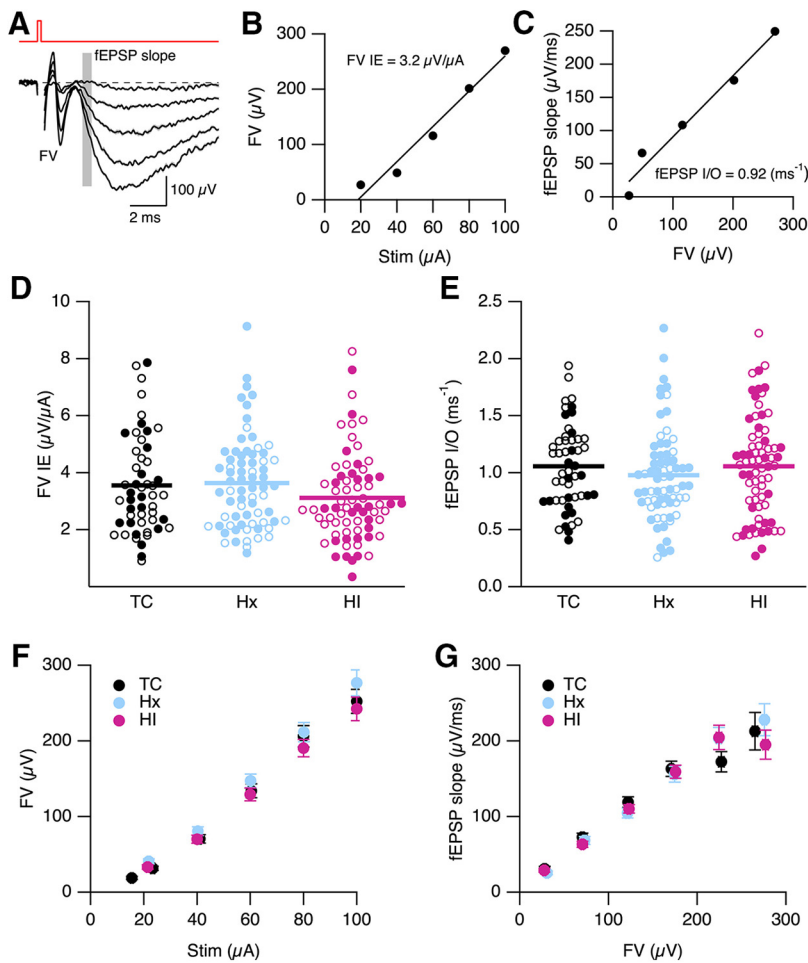 A
fEPSP slope
FV
100 µV
2 ms
B
300
200
100
0
FV (µV)
FV IE = 3.2 µV/µA
0 20 40 60 80 100
Stim (µA)
C
250
200
150
100
50
0
fEPSP slope (µV/ms)
fEPSP I/O = 0.92 (ms⁻¹)
0 100 200 300
FV (µV)
D
10
8
6
4
2
FV IE (µV/µA)
TC Hx HI
E
2.5
2.0
1.5
1.0
0.5
0.0
fEPSP I/O (ms⁻¹)
TC Hx HI
F
300
200
100
0
FV (µV)
TC
Hx
HI
0 20 40 60 80 100
Stim (µA)
G
300
200
100
0
fEPSP slope (µV/ms)
TC
Hx
HI
0 100 200 300
FV (µV)